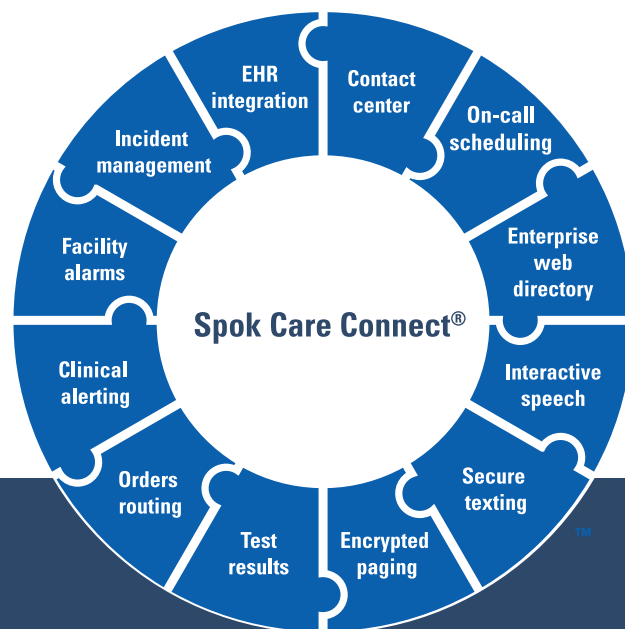 EHR
integration
Contact
center
On-call
scheduling
Enterprise
web
directory
Interactive
speech
Secure
texting
Encrypted
paging
Test
results
Orders
routing
Clinical
alerting
Facility
alarms
Incident
management
Spok Care Connect®
™